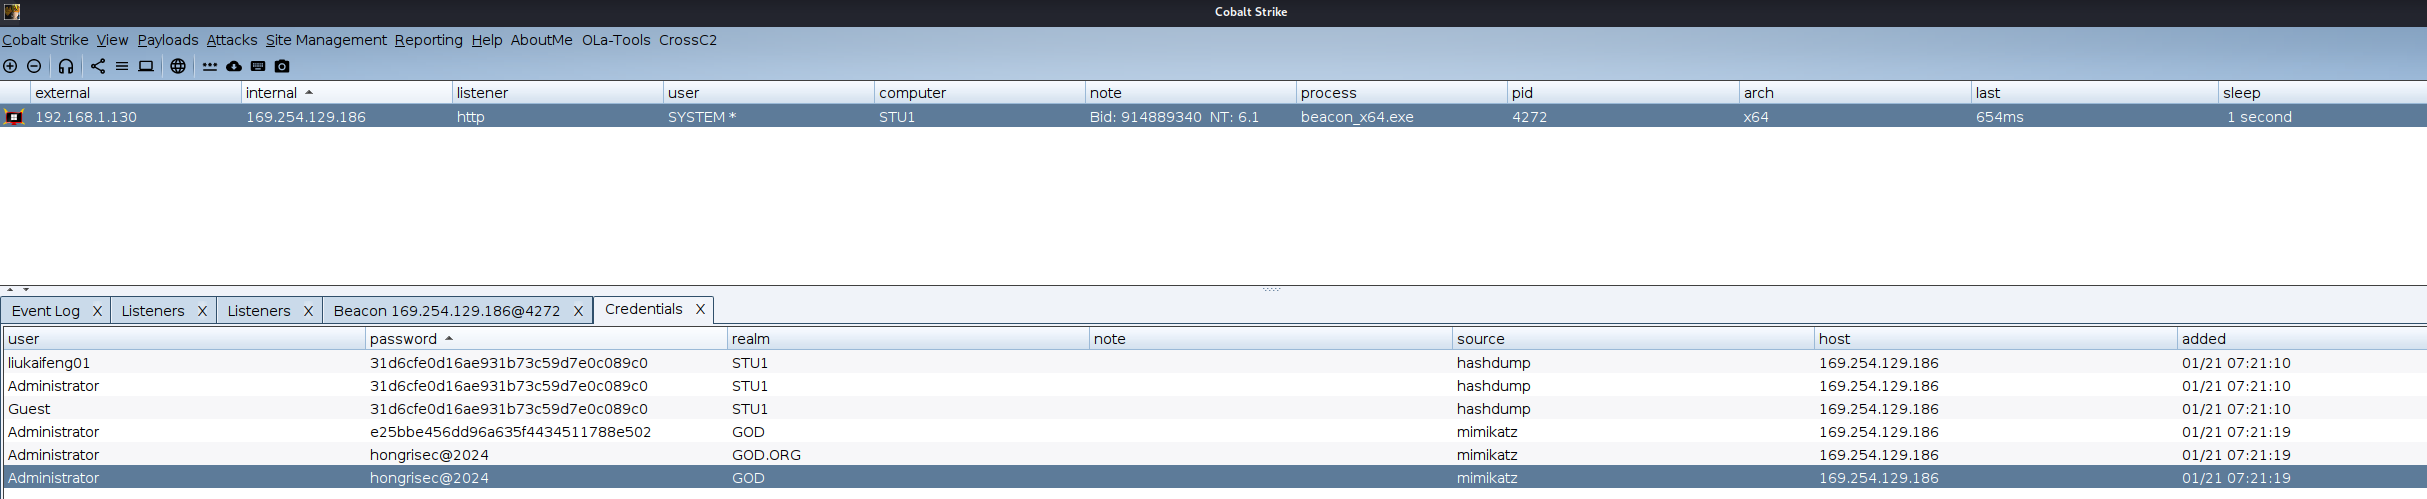 Cobalt Strike
Cobalt Strike View Payloads Attacks Site Management Reporting Help AboutMe OLa-Tools CrossC2
external internal listener user computer note process pid arch last sleep
192.168.1.130 169.254.129.186 http SYSTEM * STU1 Bid: 914889340 NT: 6.1 beacon_x64.exe 4272 x64 654ms 1 second
Event Log X Listeners X Listeners X Beacon 169.254.129.186@4272 X Credentials X
user password realm note source host added
liukaifeng01 31d6cfe0d16ae931b73c59d7e0c089c0 STU1 hashdump 169.254.129.186 01/21 07:21:10
Administrator 31d6cfe0d16ae931b73c59d7e0c089c0 STU1 hashdump 169.254.129.186 01/21 07:21:10
Guest 31d6cfe0d16ae931b73c59d7e0c089c0 STU1 hashdump 169.254.129.186 01/21 07:21:10
Administrator e25bbe456dd96a635f4434511788e502 GOD mimikatz 169.254.129.186 01/21 07:21:19
Administrator hongrisec@2024 GOD.ORG mimikatz 169.254.129.186 01/21 07:21:19
Administrator hongrisec@2024 GOD mimikatz 169.254.129.186 01/21 07:21:19